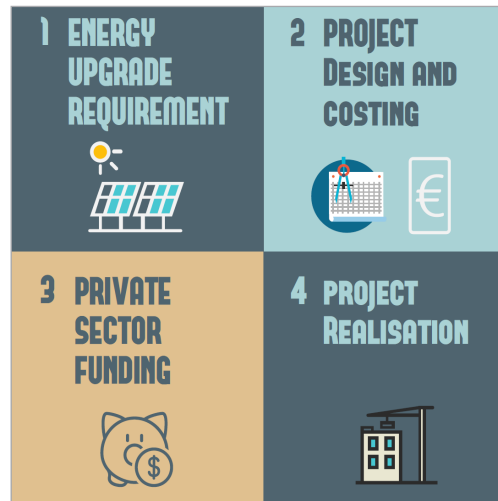 1 ENERGY
UPGRADE
REQUIREMENT
2 PROJECT
DESIGN AND
COSTING
€
3 PRIVATE
SECTOR
FUNDING
$
4 PROJECT
REALISATION